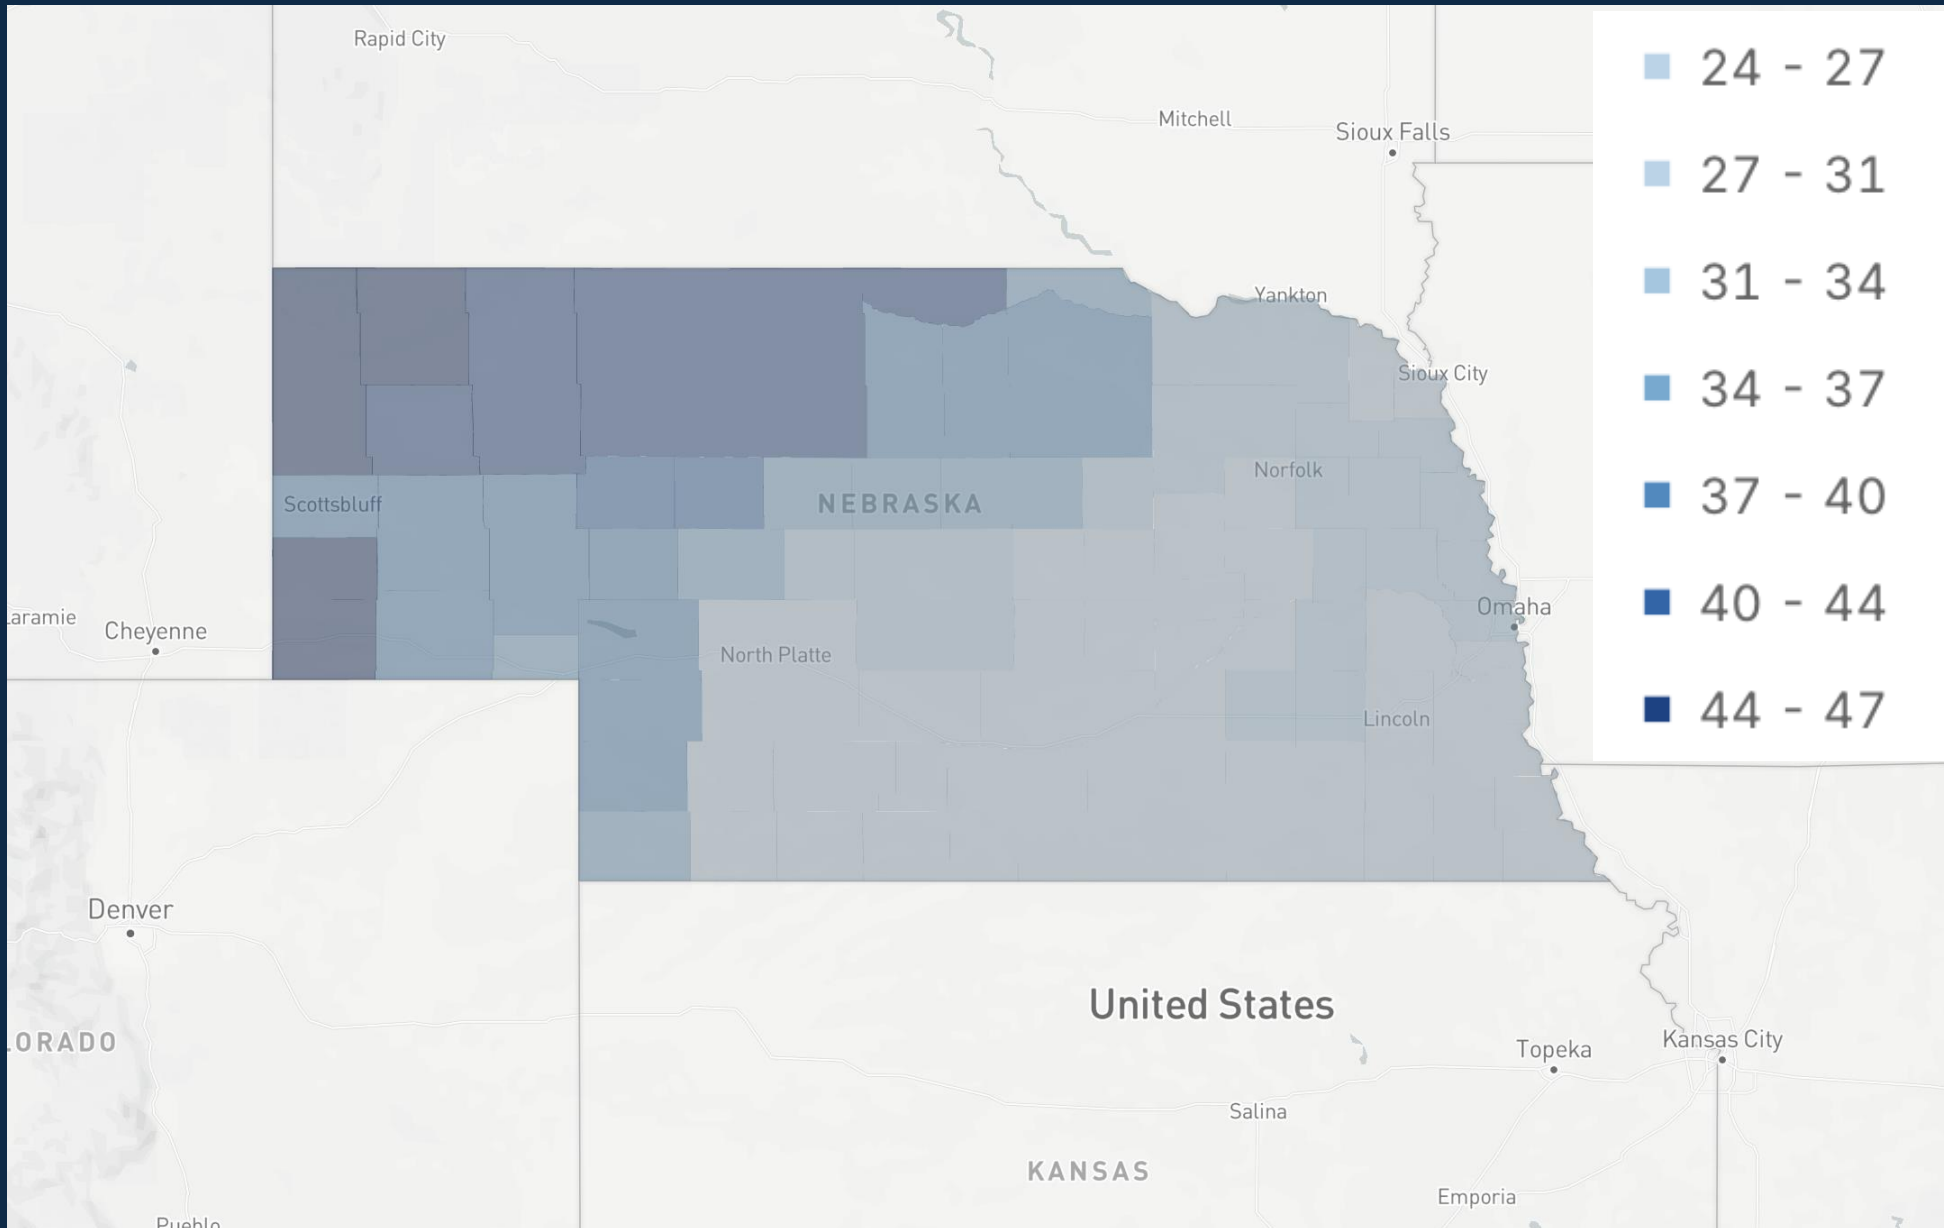 Rapid City
Mitchell
Sioux Falls
Yankton
Sioux City
Scottsbluff
NEBRASKA
Norfolk
Omaha
aramie
Cheyenne
North Platte
Lincoln
Denver
United States
ORADO
Topeka
Kansas City
Salina
KANSAS
Emporia
Pueblo
24 - 27
27 - 31
31 - 34
34 - 37
37 - 40
40 - 44
44 - 47